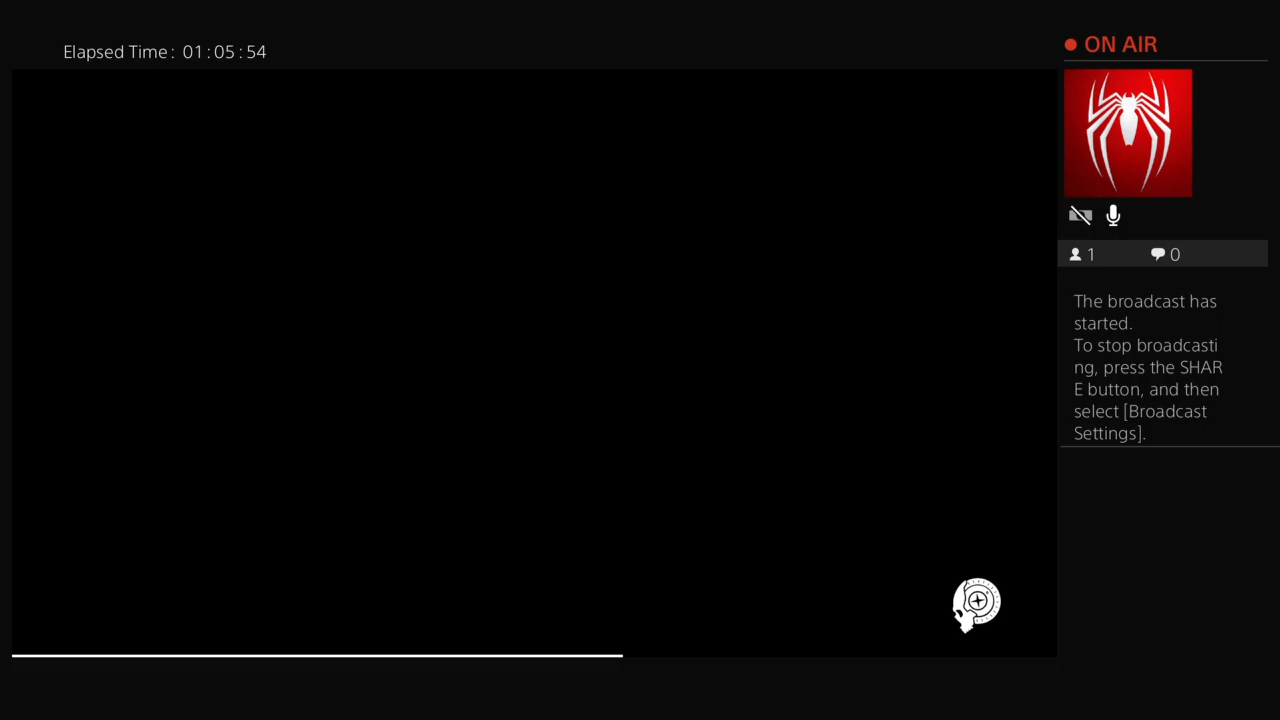 Elapsed Time: 01:05:54
ON AIR
1
0
The broadcast has
started.
To stop broadcasti
ng, press the SHAR
E button, and then
select [Broadcast
Settings].